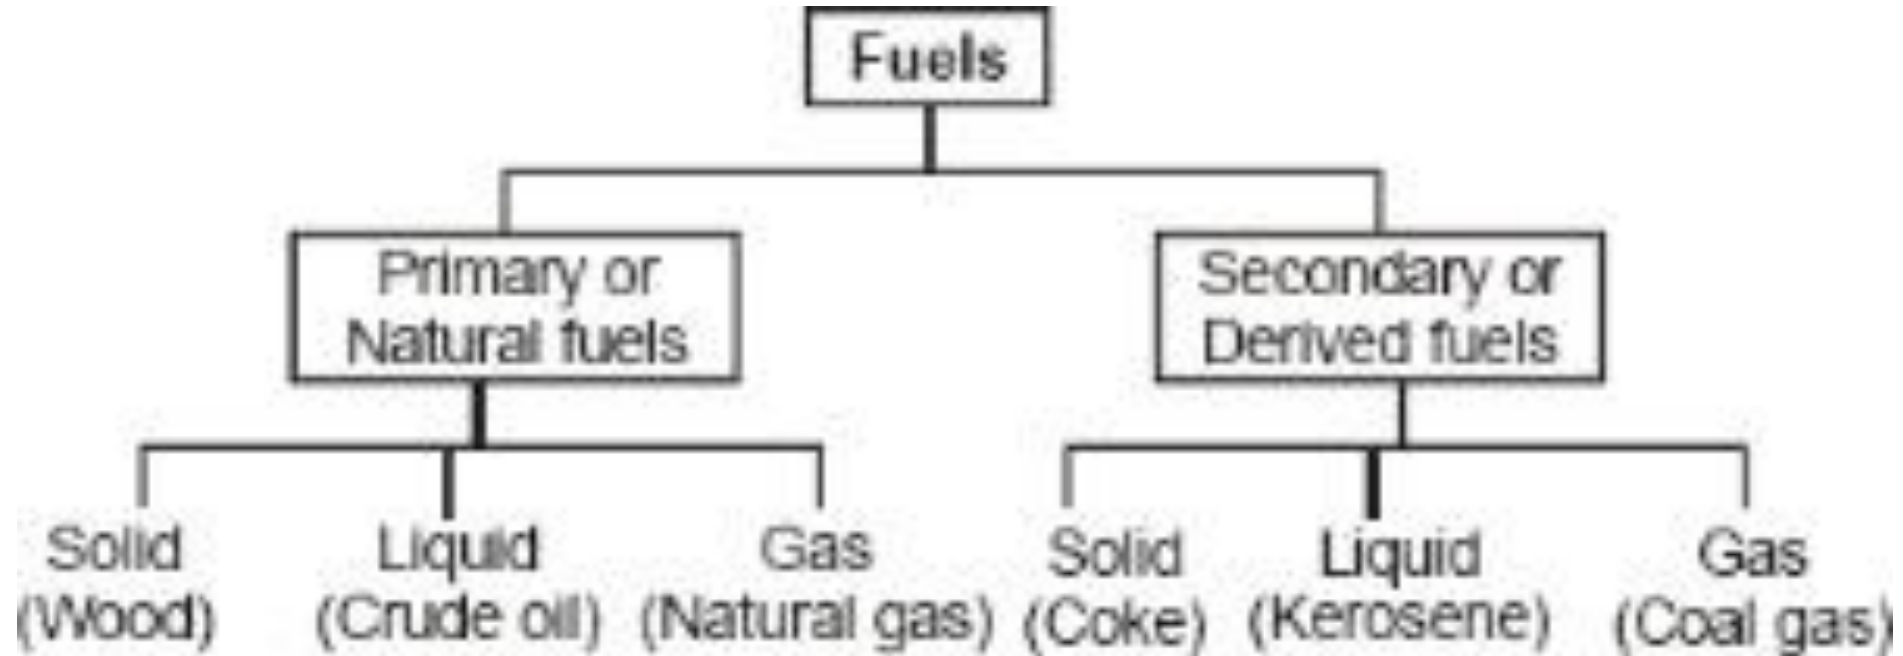 Fuels
Primary or
Natural fuels
Secondary or
Derived fuels
Solid
(Wood)
Liquid
(Crude oil)
Gas
(Natural gas)
Solid
(Coke)
Liquid
(Kerosene)
Gas
(Coal gas)